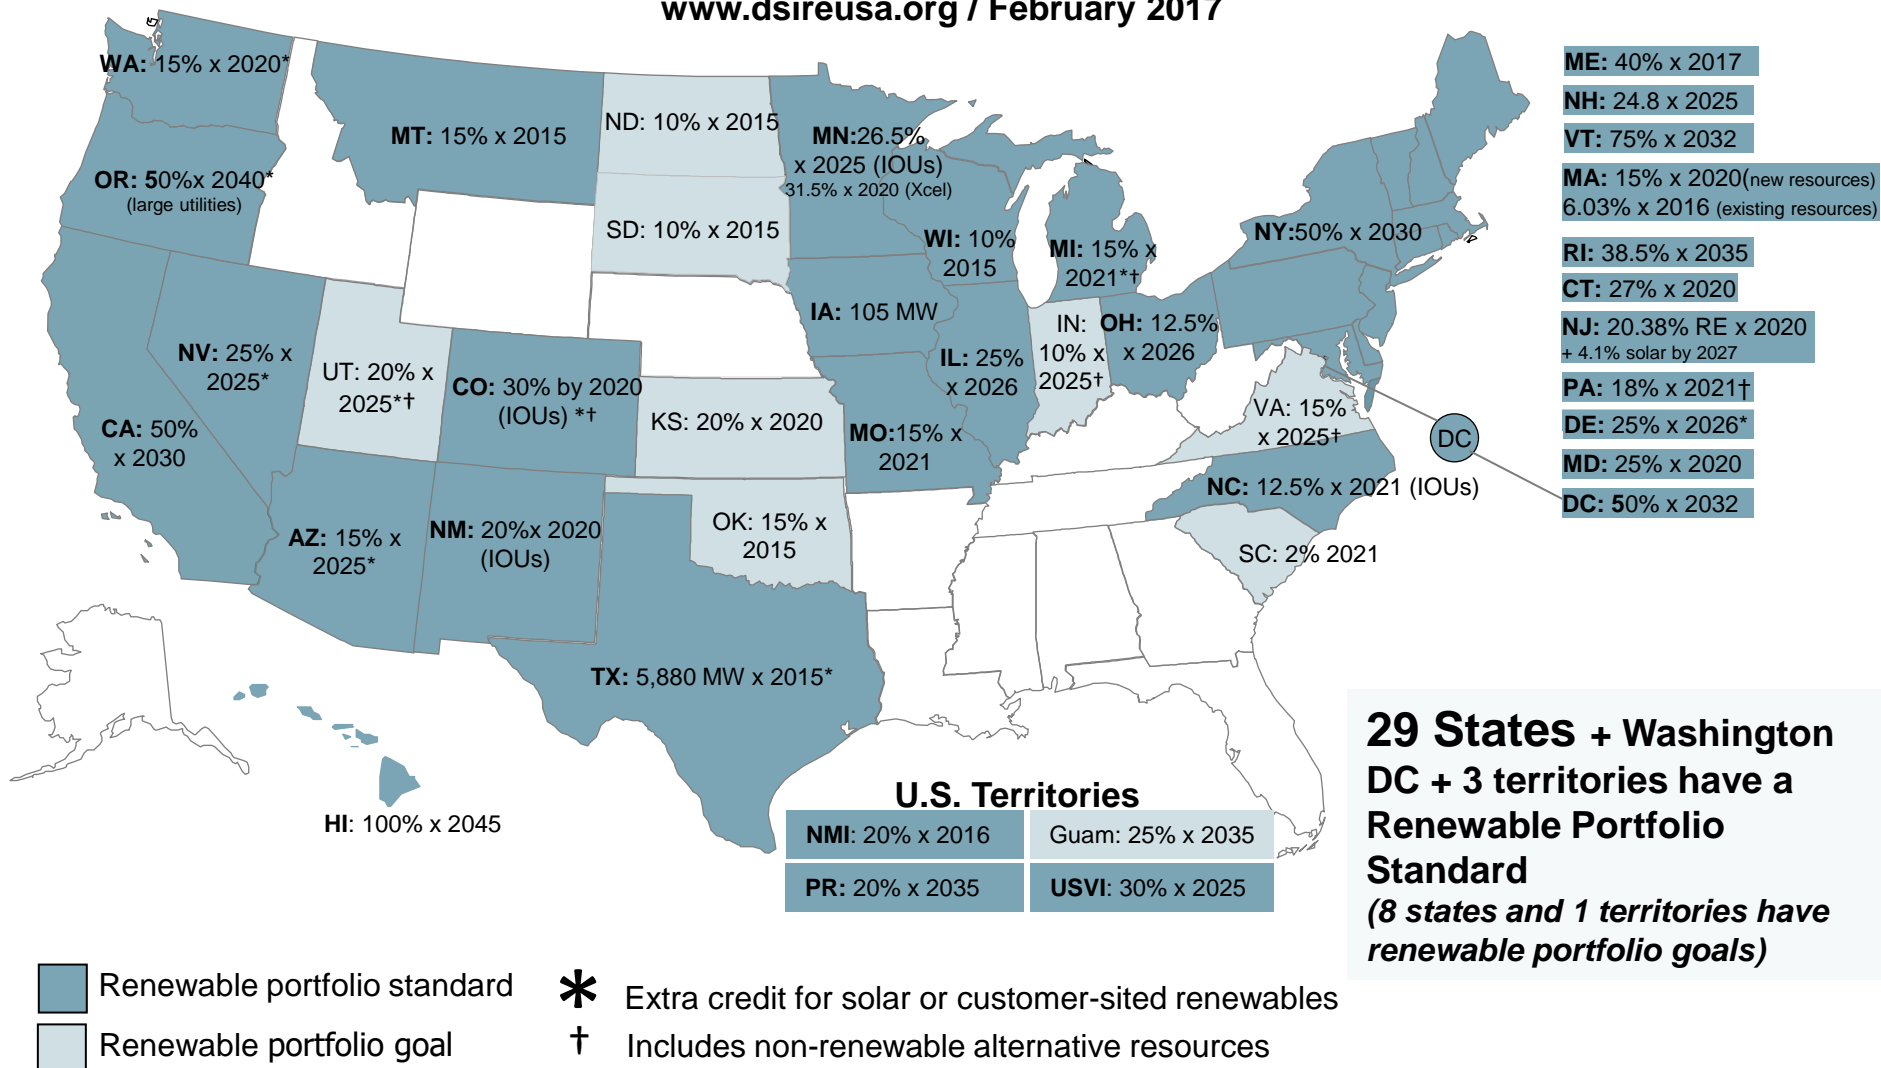 www.dsireusa.org / February 2017
WA: 15% x 2020*
OR: 50%x 2040*
(large utilities)
CA: 50%
x 2030
NV: 25% x
2025*
MT: 15% x 2015
UT: 20% x
2025*†
AZ: 15% x
2025*
CO: 30% by 2020
(IOUs) *†
NM: 20%x 2020
(IOUs)
ND: 10% x 2015
SD: 10% x 2015
KS: 20% x 2020
OK: 15% x
2015
TX: 5,880 MW x 2015*
MN:26.5%
x 2025 (IOUs)
31.5% x 2020 (Xcel)
IA: 105 MW
MO:15% x
2021
WI: 10%
2015
IL: 25%
x 2026
MI: 15% x
2021*†
IN:
10% x
2025†
OH: 12.5%
x 2026
NY:50% x 2030
VA: 15%
x 2025†
NC: 12.5% x 2021 (IOUs)
SC: 2% 2021
DC
HI: 100% x 2045
ME: 40% x 2017
NH: 24.8 x 2025
VT: 75% x 2032
MA: 15% x 2020(new resources)
6.03% x 2016 (existing resources)
RI: 38.5% x 2035
CT: 27% x 2020
NJ: 20.38% RE x 2020
+ 4.1% solar by 2027
PA: 18% x 2021†
DE: 25% x 2026*
MD: 25% x 2020
DC: 50% x 2032
U.S. Territories
NMI: 20% x 2016
Guam: 25% x 2035
PR: 20% x 2035
USVI: 30% x 2025
29 States + Washington
DC + 3 territories have a
Renewable Portfolio
Standard
(8 states and 1 territories have
renewable portfolio goals)
Renewable portfolio standard
Renewable portfolio goal
* Extra credit for solar or customer-sited renewables
† Includes non-renewable alternative resources